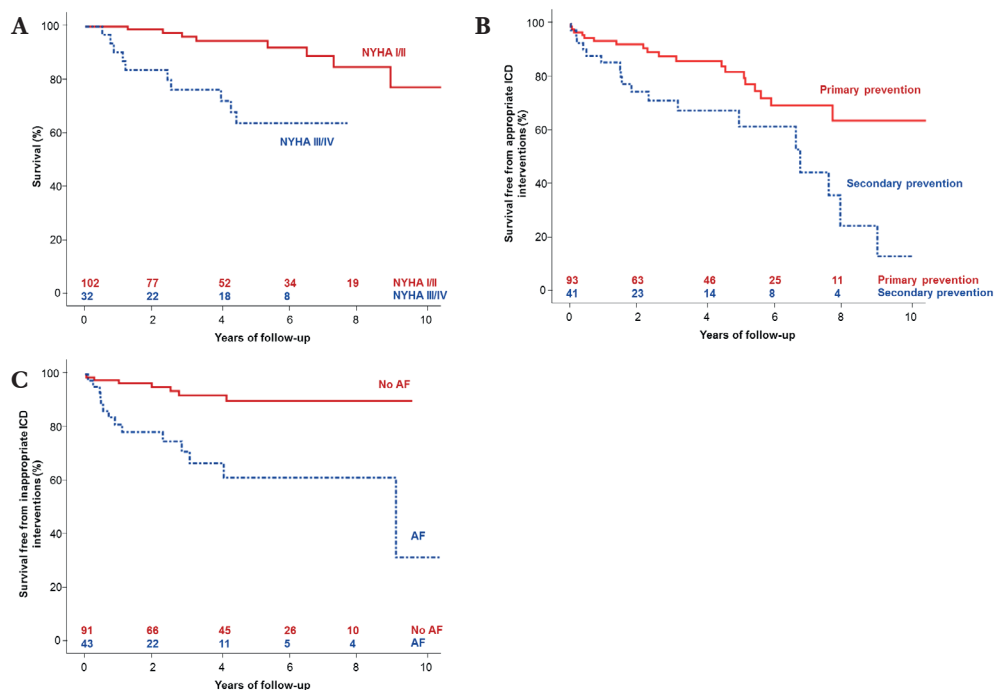 A
Survival (%)
100
80
60
40
20
0
NYHA I/II
NYHA III/IV
102 77 52 34 19 NYHA I/II
32 22 18 8 NYHA III/IV
0 2 4 6 8 10
Years of follow-up
B
Survival free from appropriate ICD
interventions (%)
100
80
60
40
20
0
Primary prevention
Secondary prevention
93 63 46 25 11 Primary prevention
41 23 14 8 4 Secondary prevention
0 2 4 6 8 10
Years of follow-up
C
Survival free from inappropriate ICD
interventions (%)
100
80
60
40
20
0
No AF
AF
91 66 45 26 10 No AF
43 22 11 5 4 AF
0 2 4 6 8 10
Years of follow-up